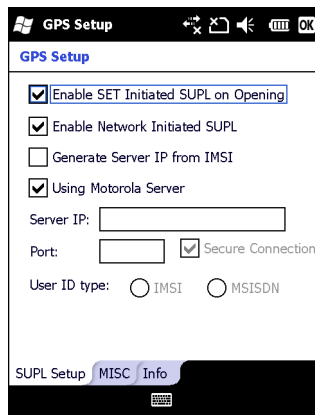 GPS Setup OK
GPS Setup
Enable SET Initiated SUPL on Opening
Enable Network Initiated SUPL
Generate Server IP from IMSI
Using Motorola Server
Server IP:
Port: Secure Connection
User ID type: IMSI MSISDN
SUPL Setup MISC Info